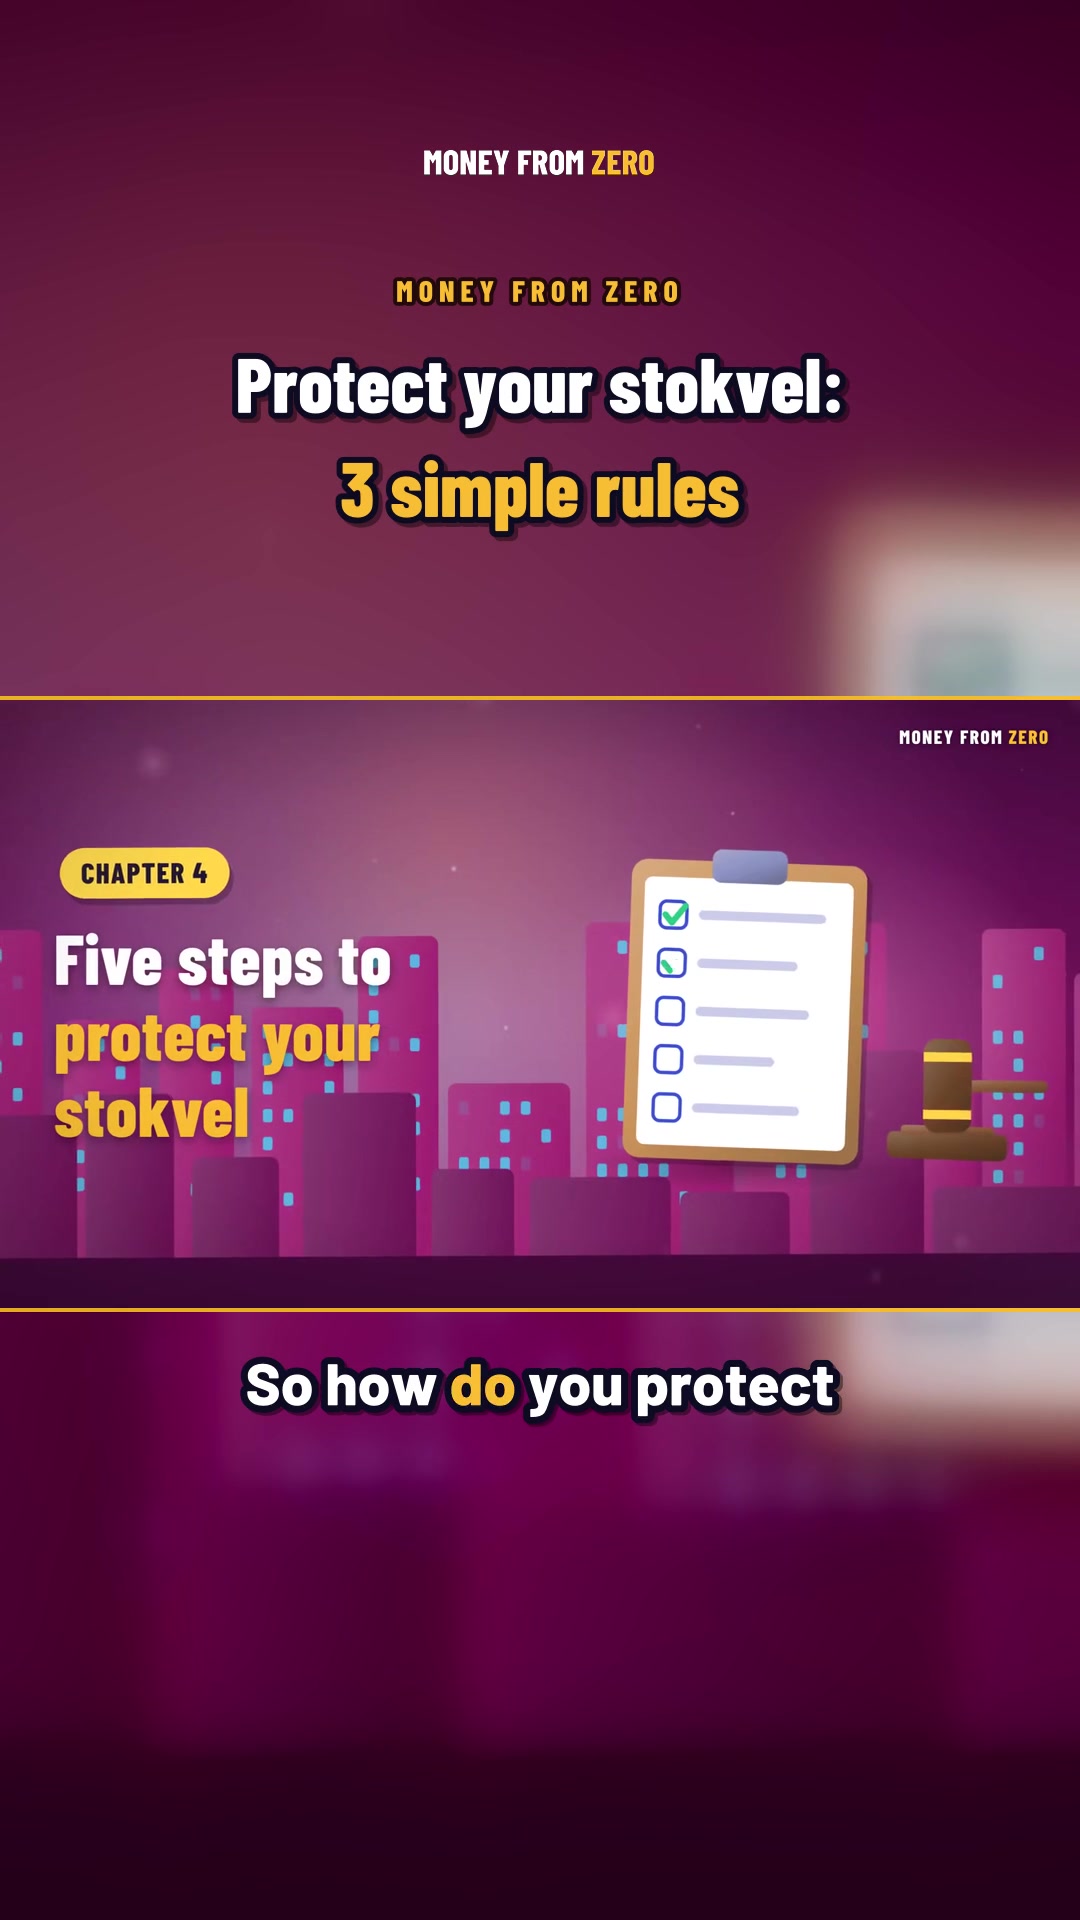 MONEY FROM ZERO
MONEY FROM ZERO
Protect your stokvel:
3 simple rules
MONEY FROM ZERO
CHAPTER 4
Five steps to
protect your
stokvel
So how do you protect